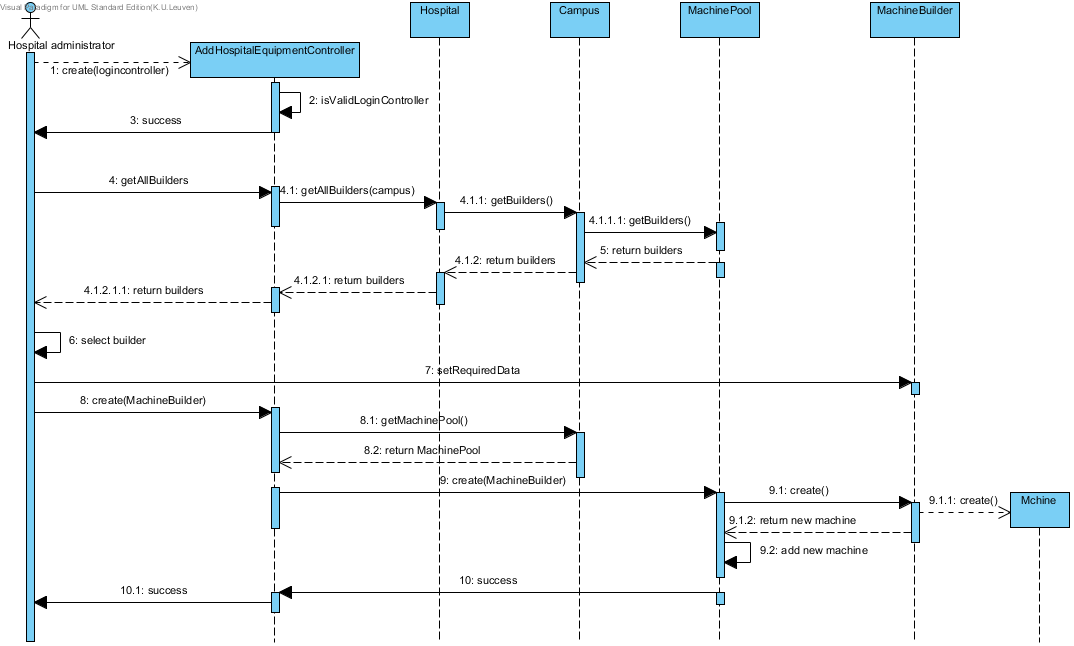 Visual Paradigm for UML Standard Edition(K.U.Leuven)
Hospital administrator
AddHospitalEquipmentController
Hospital
Campus
MachinePool
MachineBuilder
1: create(logincontroller)
2: isValidLoginController
3: success
4: getAllBuilders
4.1: getAllBuilders(campus)
4.1.1: getBuilders()
4.1.1.1: getBuilders()
5: return builders
4.1.2: return builders
4.1.2.1: return builders
4.1.2.1.1: return builders
6: select builder
7: setRequiredData
8: create(MachineBuilder)
8.1: getMachinePool()
8.2: return MachinePool
9: create(MachineBuilder)
9.1: create()
9.1.1: create()
Mchine
9.1.2: return new machine
9.2: add new machine
10: success
10.1: success